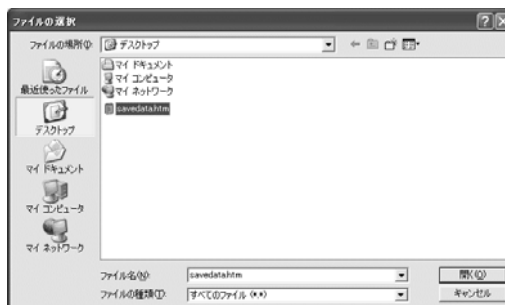 ファイルの選択
ファイルの場所(I):
デスクトップ
最近使ったファイル
デスクトップ
マイ ドキュメント
マイ コンピュータ
マイ ネットワーク
マイ ドキュメント
マイ コンピュータ
マイ ネットワーク
savedata.htm
ファイル名(N):
savedata.htm
開く(O)
ファイルの種類(T):
すべてのファイル (*.*)
キャンセル